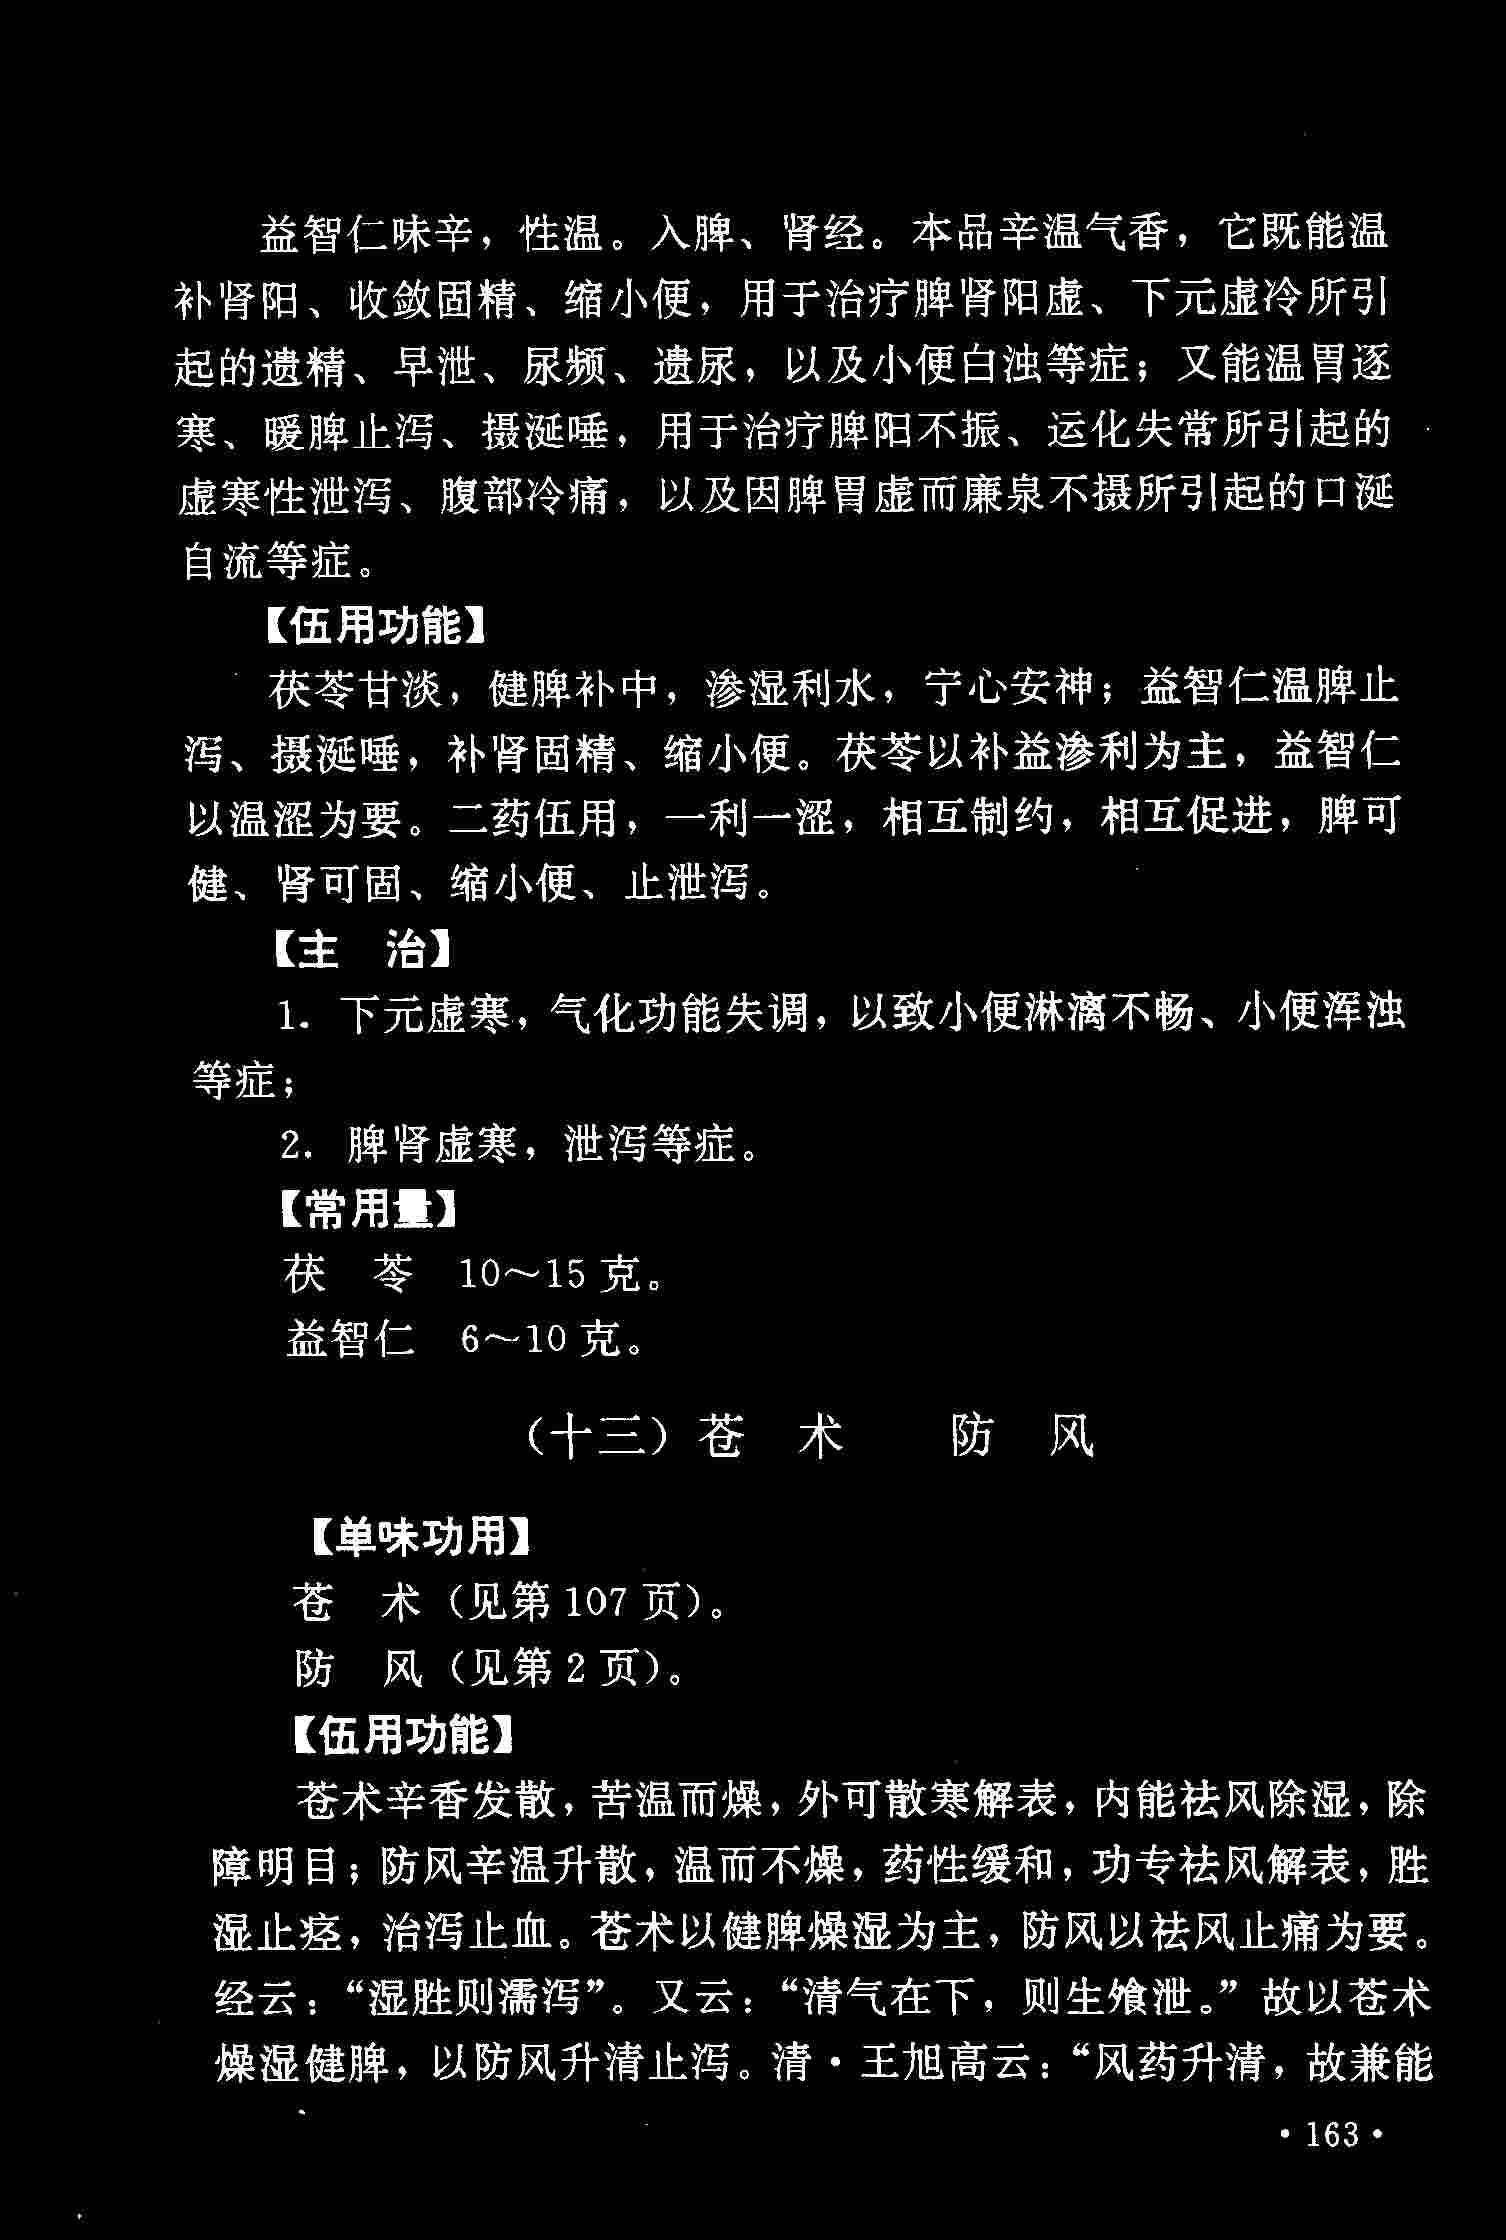 益智仁味辛，性温。入脾、肾经。本品辛温气香，它既能温
补肾阳、收敛固精、缩小便，用于治疗脾肾阳虚、下元虚冷所引
起的遗精、早泄、尿频、遗尿，以及小便白浊等症；又能温胃逐
寒、暖脾止泻、摄涎唾，用于治疗脾阳不振、运化失常所引起的
虚寒性泄泻、腹部冷痛，以及因脾胃虚而廉泉不摄所引起的口涎
自流等症。
【伍用功能】
茯苓甘淡，健脾补中，渗湿利水，宁心安神；益智仁温脾止
泻、摄涎唾，补肾固精、缩小便。茯苓以补益渗利为主，益智仁
以温涩为要。二药伍用，一利一涩，相互制约，相互促进，脾可
健、肾可固、缩小便、止泄泻。
【主　治】
1. 下元虚寒，气化功能失调，以致小便淋漓不畅、小便浑浊
等症；
2. 脾肾虚寒，泄泻等症。
【常用量】
茯　苓　10～15 克。
益智仁　6～10 克。
（十三）苍　术　　防　风
【单味功用】
苍　术（见第 107 页）。
防　风（见第 2 页）。
【伍用功能】
苍术辛香发散，苦温而燥，外可散寒解表，内能祛风除湿，除
障明目；防风辛温升散，温而不燥，药性缓和，功专祛风解表，胜
湿止痉，治泻止血。苍术以健脾燥湿为主，防风以祛风止痛为要。
经云：“湿胜则濡泻”。又云：“清气在下，则生飧泄。”故以苍术
燥湿健脾，以防风升清止泻。清·王旭高云：“风药升清，故兼能
·163·